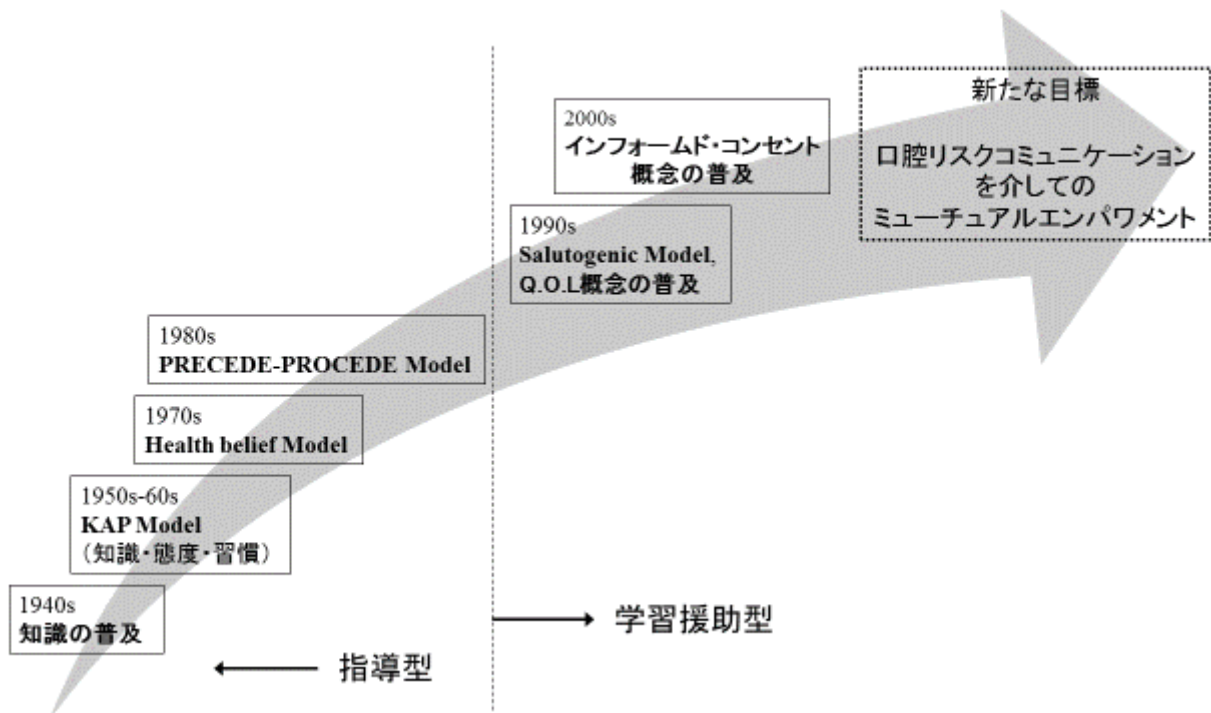 新たな目標
口腔リスクコミュニケーション
を介しての
ミューチュアルエンパワメント
2000s
インフォームド・コンセント
概念の普及
1990s
Salutogenic Model,
Q.O.L概念の普及
1980s
PRECEDE-PROCEDE Model
1970s
Health belief Model
1950s-60s
KAP Model
（知識・態度・習慣）
1940s
知識の普及
学習援助型
指導型